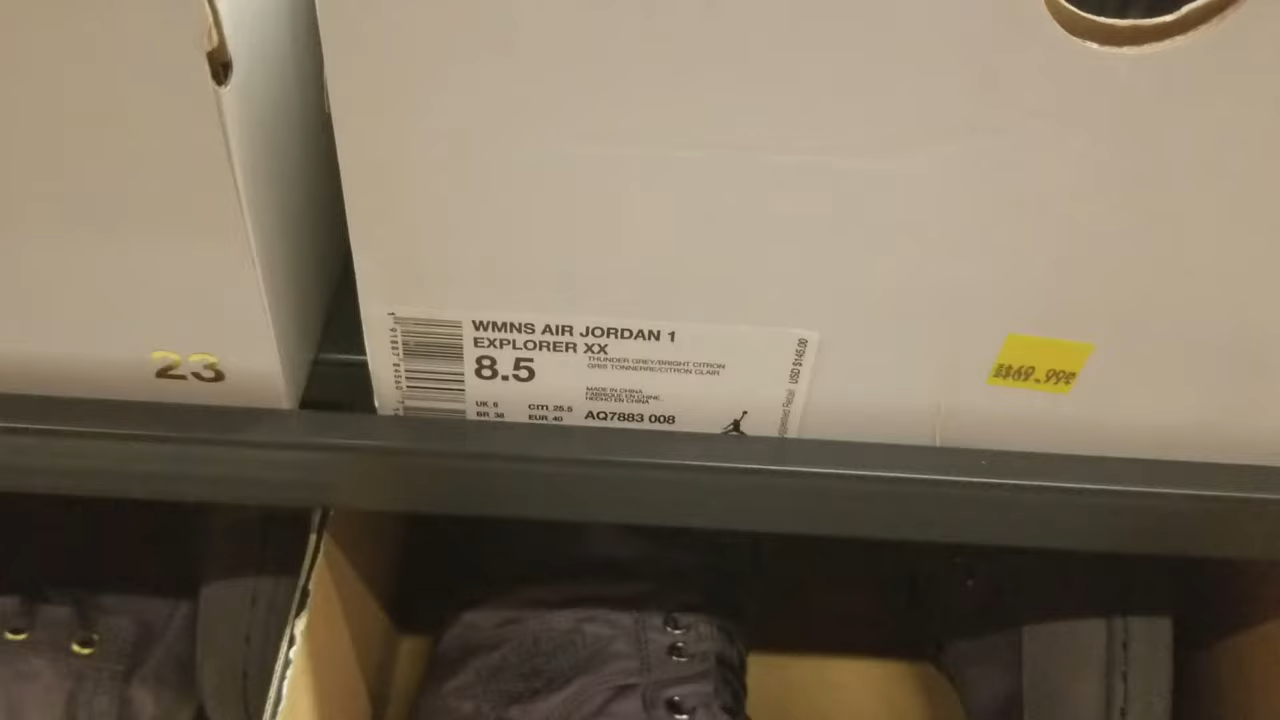 23
WMNS AIR JORDAN 1
EXPLORER XX
8.5
THUNDER GREY/BRIGHT CITRON
GRIS TONNERRE/CITRON CLAIR
MADE IN CHINA
FABRIQUE EN CHINE
HECHO EN CHINA
UK 6
cm 25.5
BR 38
EUR 40
AQ7883 008
Retail USD $145.00
$69.99